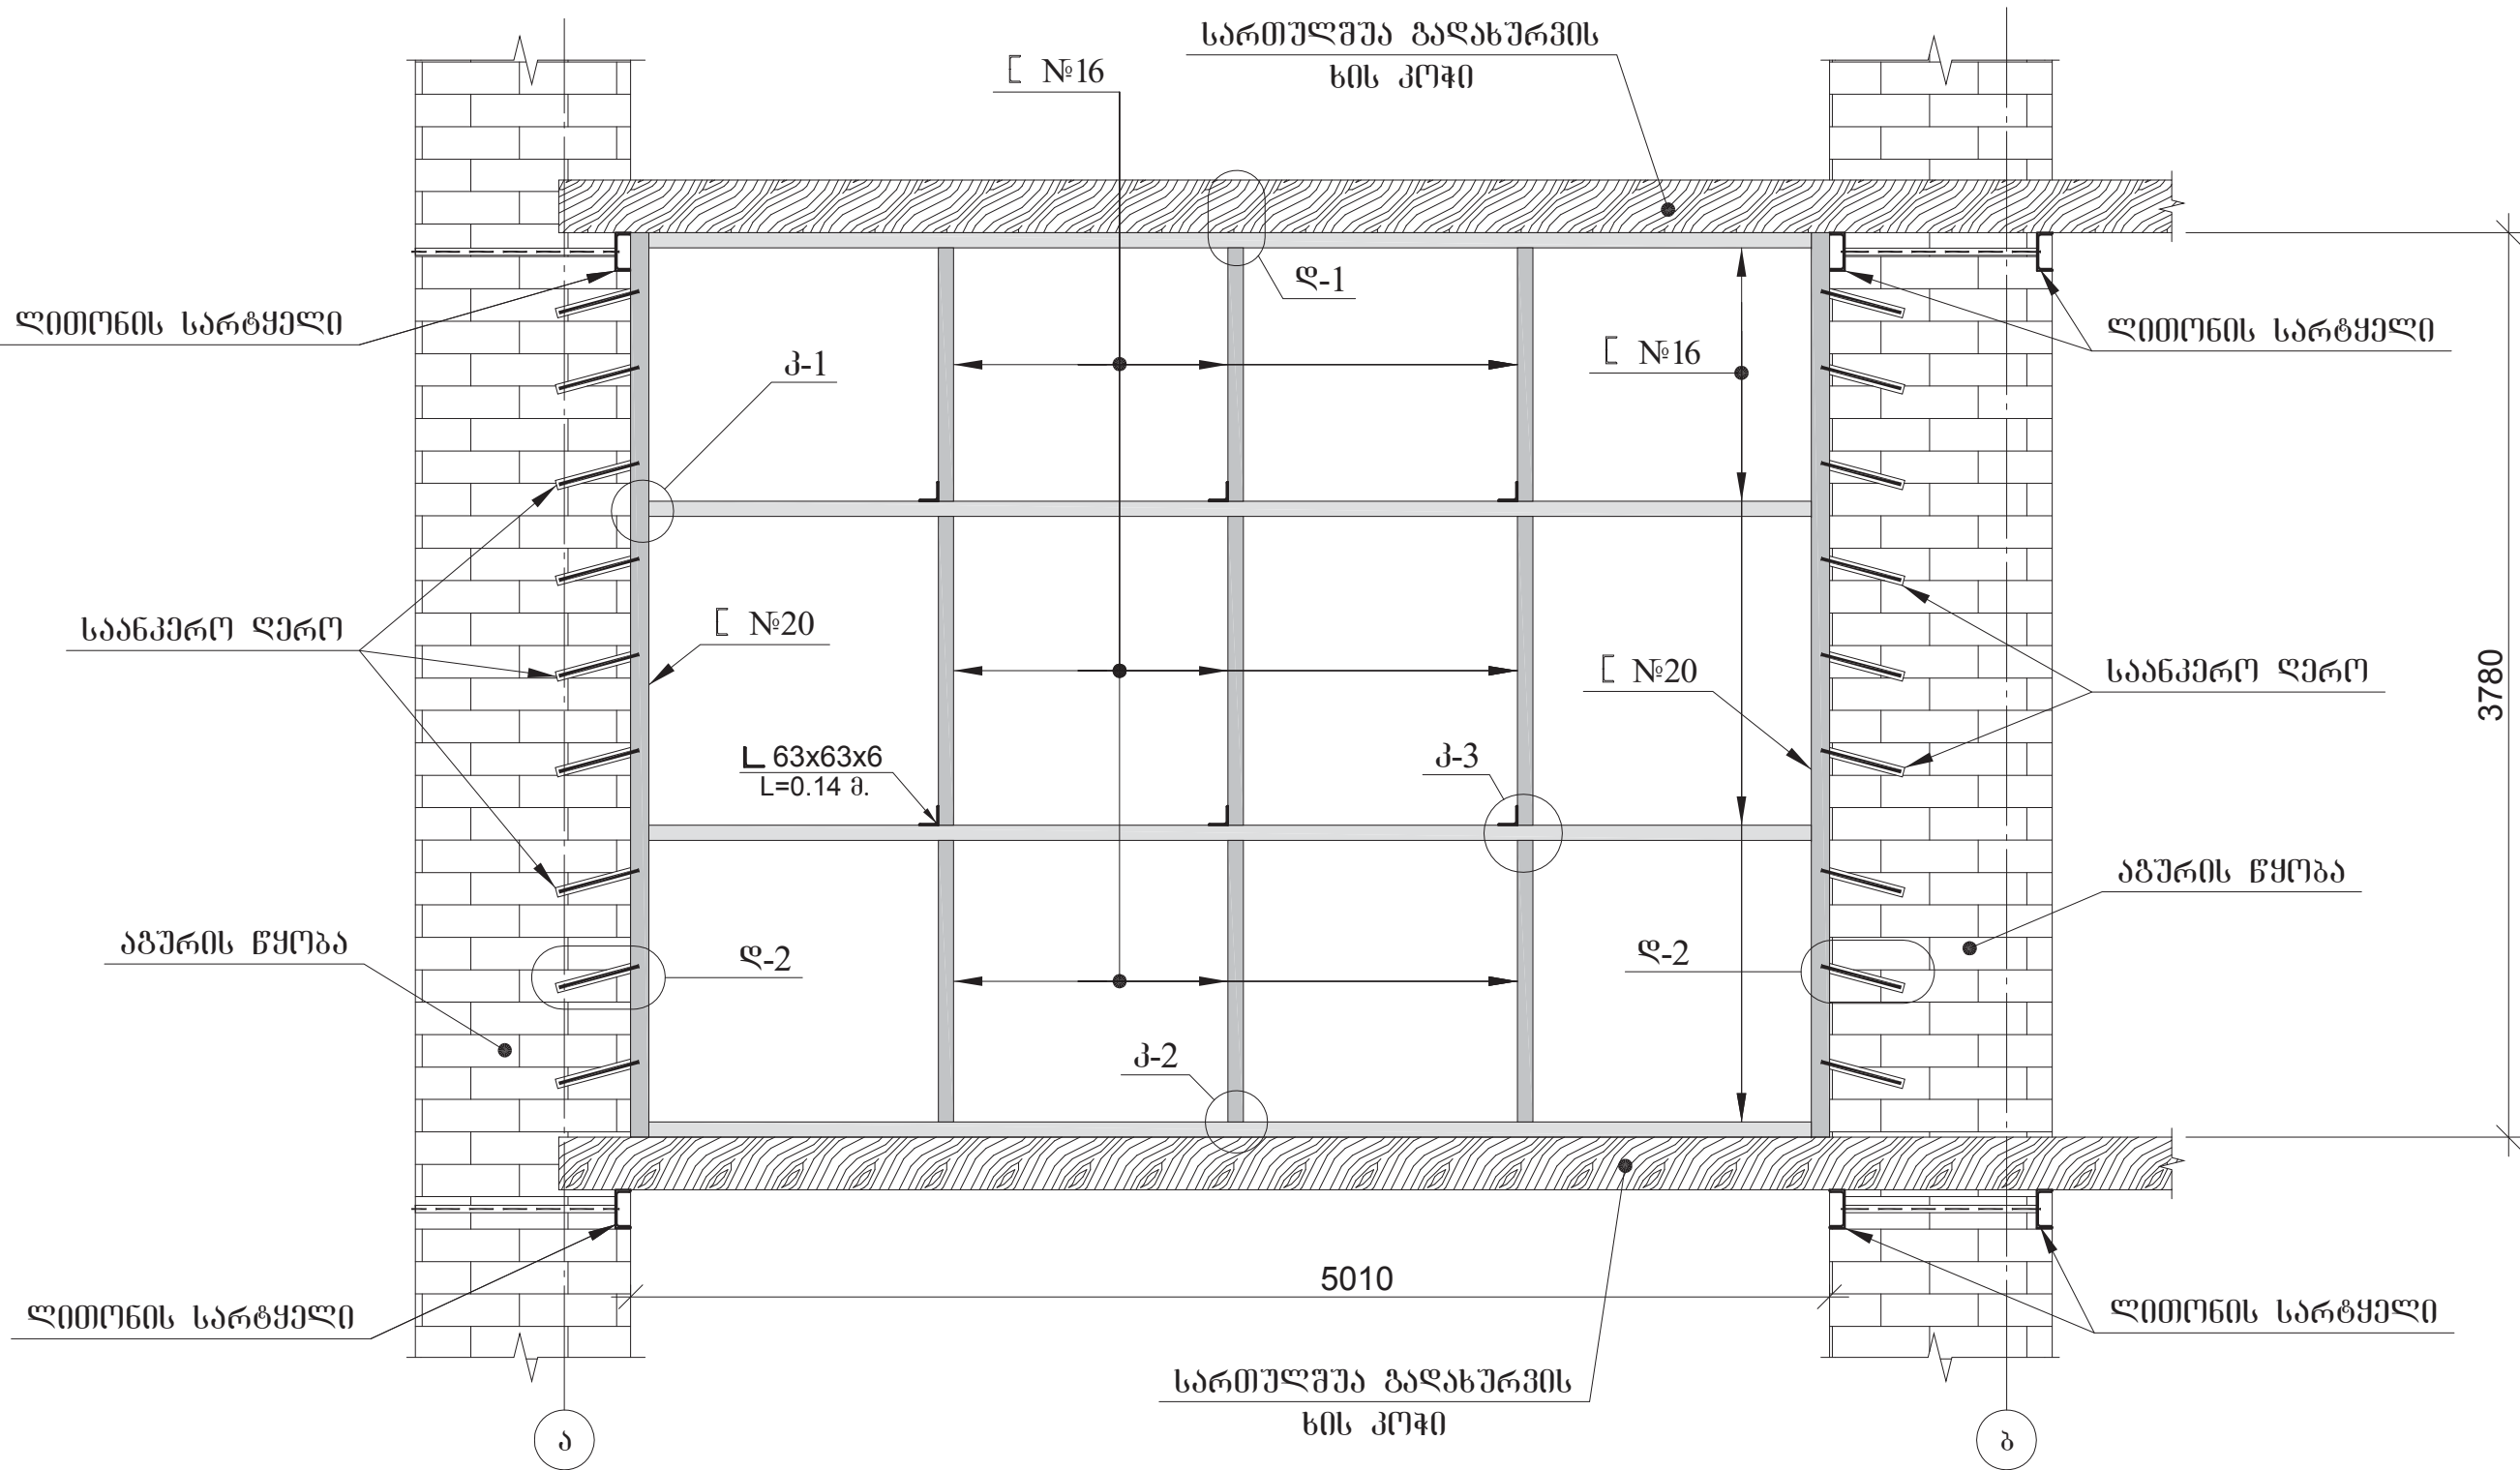 სართულშუა გადახურვის
ხის კოჭი
[ №16
დ-1
ლითონის სარტყელი
ლითონის სარტყელი
[ №16
კ-1
საანკერო ღერო
[ №20
[ №20
საანკერო ღერო
3780
L 63x63x6
L=0.14 მ.
კ-3
აგურის წყობა
აგურის წყობა
დ-2
დ-2
კ-2
5010
ლითონის სარტყელი
ლითონის სარტყელი
სართულშუა გადახურვის
ხის კოჭი
ა
ბ